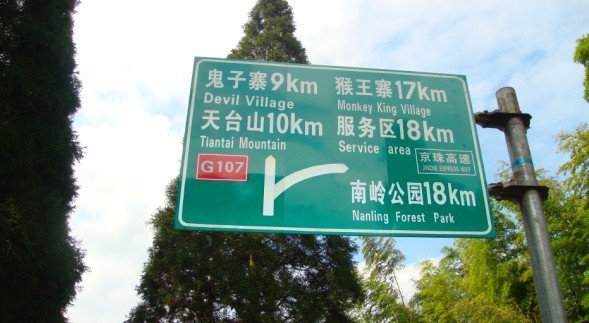 鬼子寨9km
Devil Village
天台山10km
Tiantai Mountain
G107
猴王寨17km
Monkey King Village
服务区18km
Service area
京珠高速
JINZHE EXPRESS WAY
南岭公园18km
Nanling Forest Park